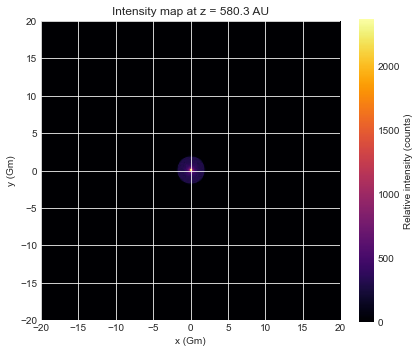 Intensity map at z = 580.3 AU
20
15
10
5
0
−5
−10
−15
−20
y (Gm)
−20 −15 −10 −5 0 5 10 15 20
x (Gm)
2000
1500
1000
500
0
Relative intensity (counts)